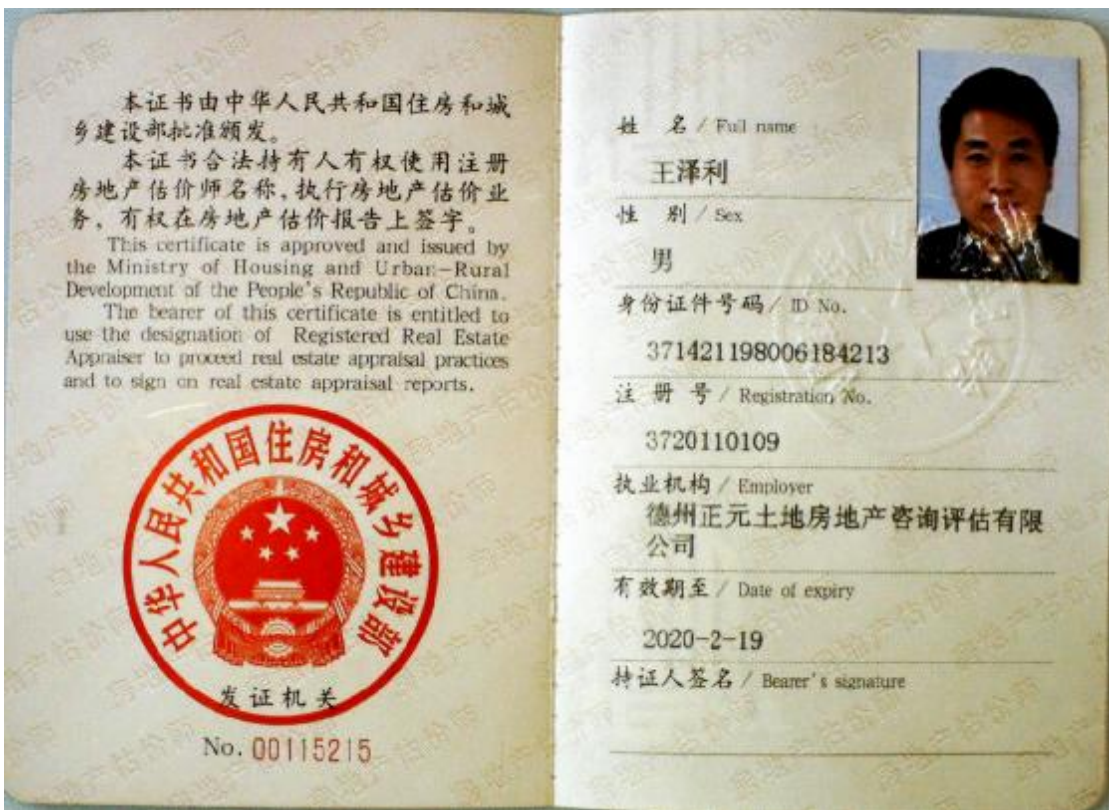 本证书由中华人民共和国住房和城
乡建设部批准颁发。
本证书合法持有人有权使用注册
房地产估价师名称，执行房地产估价业
务，有权在房地产估价报告上签字。
This certificate is approved and issued by
the Ministry of Housing and Urban-Rural
Development of the People's Republic of China.
The bearer of this certificate is entitled to
use the designation of Registered Real Estate
Appraiser to proceed real estate appraisal practices
and to sign on real estate appraisal reports.
中华人民共和国住房和城乡建设部
发证机关
No. 00115215
姓 名 / Full name
王泽利
性 别 / Sex
男
身份证件号码 / ID No.
371421198006184213
注 册 号 / Registration No.
3720110109
执业机构 / Employer
德州正元土地房地产咨询评估有限
公司
有效期至 / Date of expiry
2020-2-19
持证人签名 / Bearer's signature